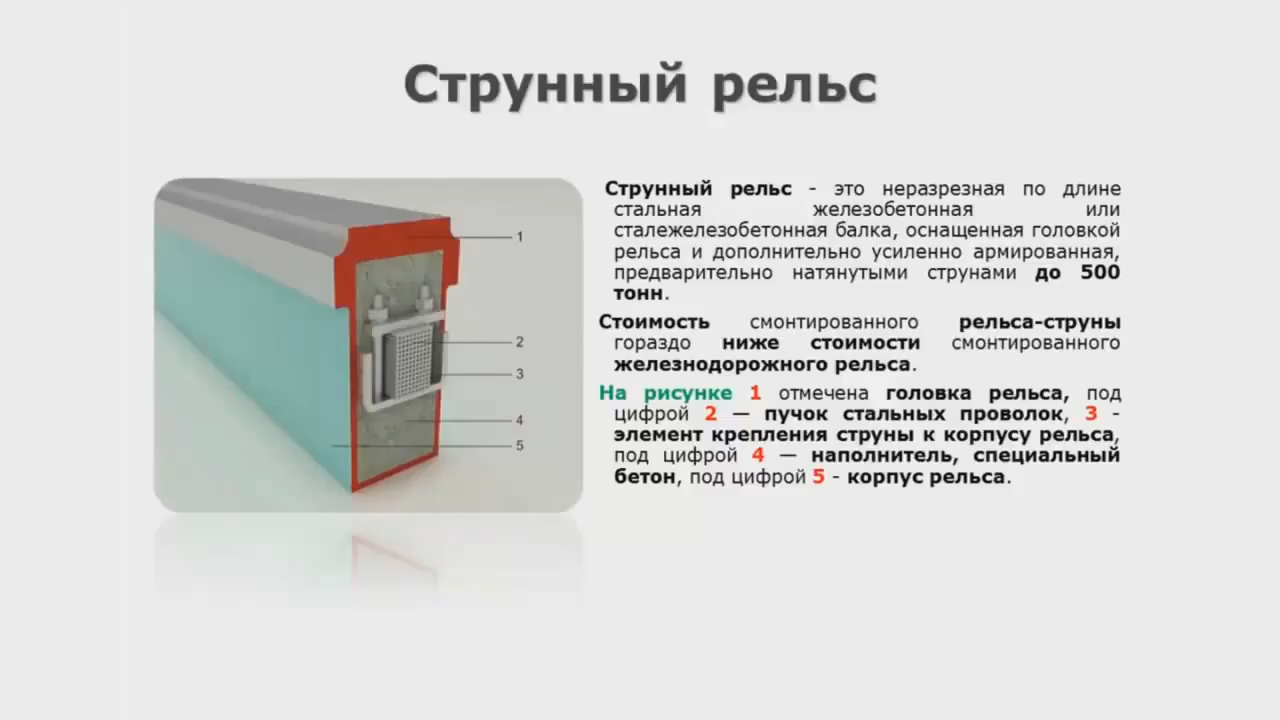 Струнный рельс
1
2
3
4
5
Струнный рельс - это неразрезная по длине
стальная железобетонная или
сталежелезобетонная балка, оснащенная головкой
рельса и дополнительно усиленно армированная,
предварительно натянутыми струнами до 500
тонн.
Стоимость смонтированного рельса-струны
гораздо ниже стоимости смонтированного
железнодорожного рельса.
На рисунке 1 отмечена головка рельса, под
цифрой 2 — пучок стальных проволок, 3 -
элемент крепления струны к корпусу рельса,
под цифрой 4 — наполнитель, специальный
бетон, под цифрой 5 - корпус рельса.